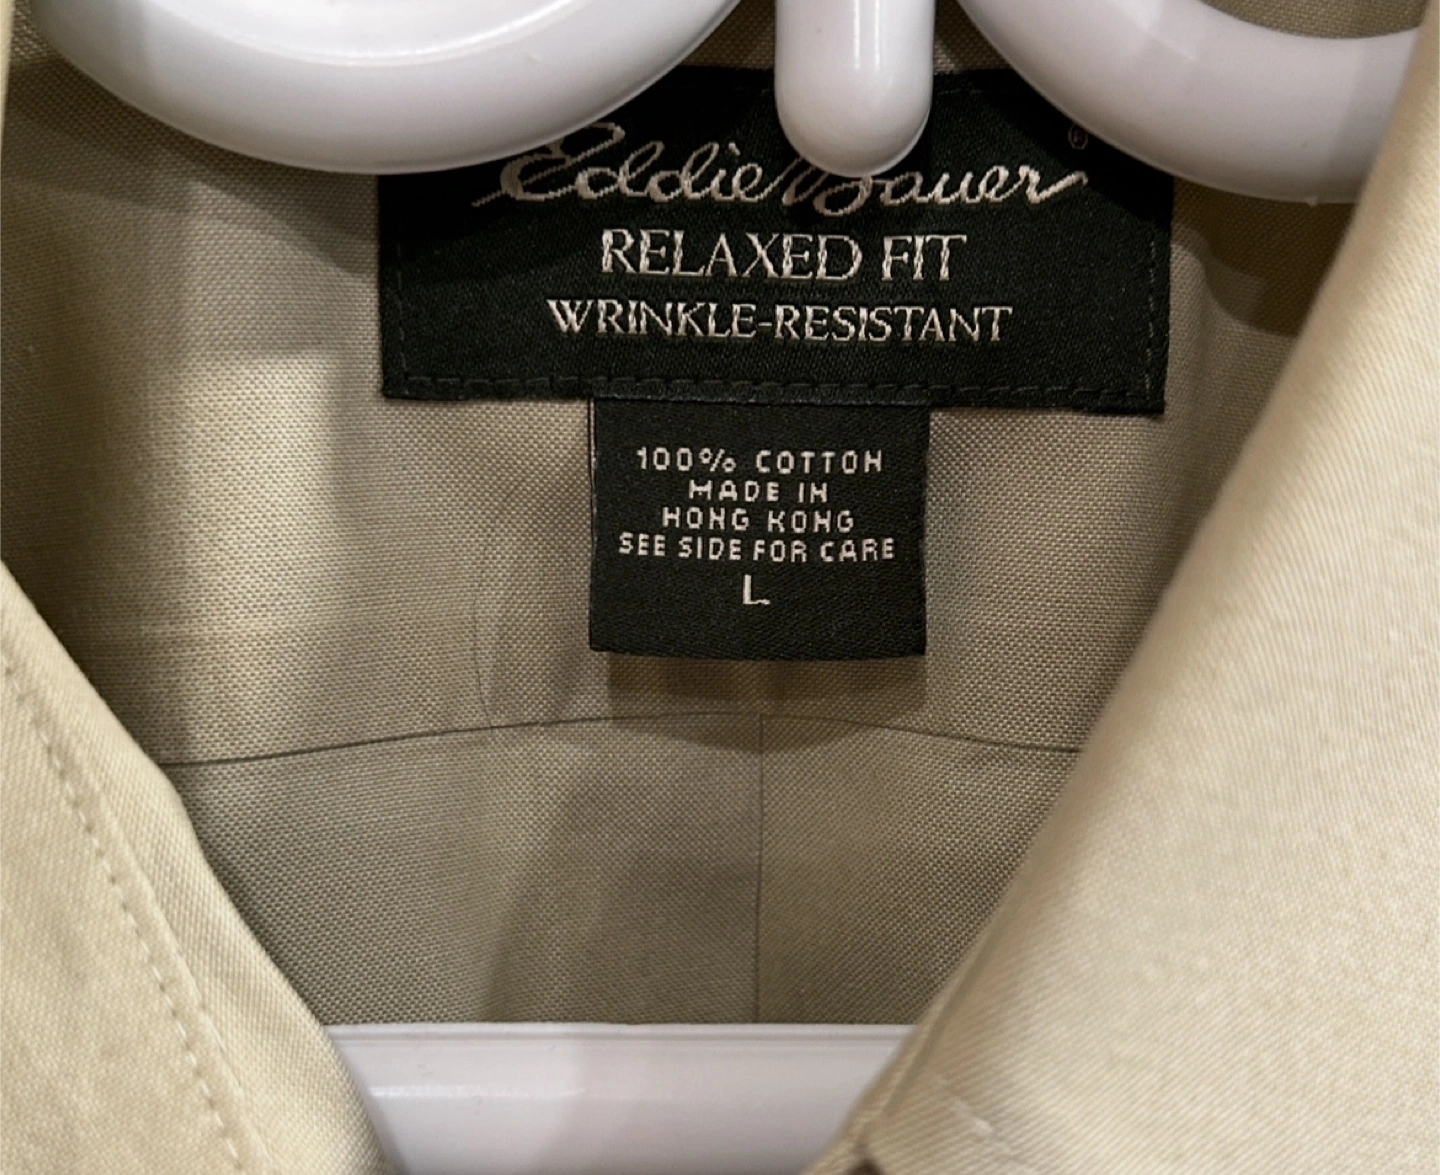 Eddie Bauer®
RELAXED FIT
WRINKLE-RESISTANT
100% COTTON
MADE IN
HONG KONG
SEE SIDE FOR CARE
L